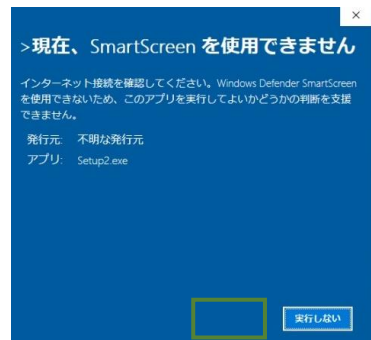 >現在、SmartScreen を使用できません
インターネット接続を確認してください。Windows Defender SmartScreen
を使用できないため、このアプリを実行してよいかどうかの判断を支援
できません。
発行元: 不明な発行元
アプリ: Setup2.exe
実行しない